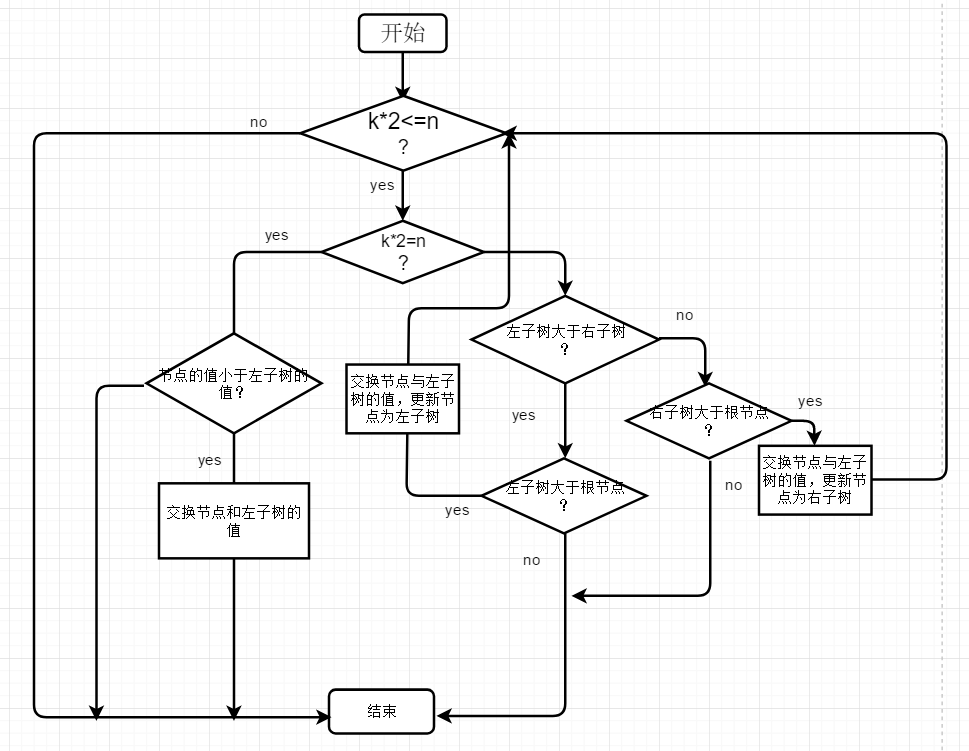 开始
k*2<=n
？
no
yes
k*2=n
？
yes
左子树大于右子树
？
no
节点的值小于左子树的
值？
交换节点与左子
树的值，更新节
点为左子树
yes
右子树大于根节点
？
yes
yes
左子树大于根节点
？
交换节点与左子
树的值，更新节
点为右子树
no
yes
交换节点和左子树的
值
no
结束